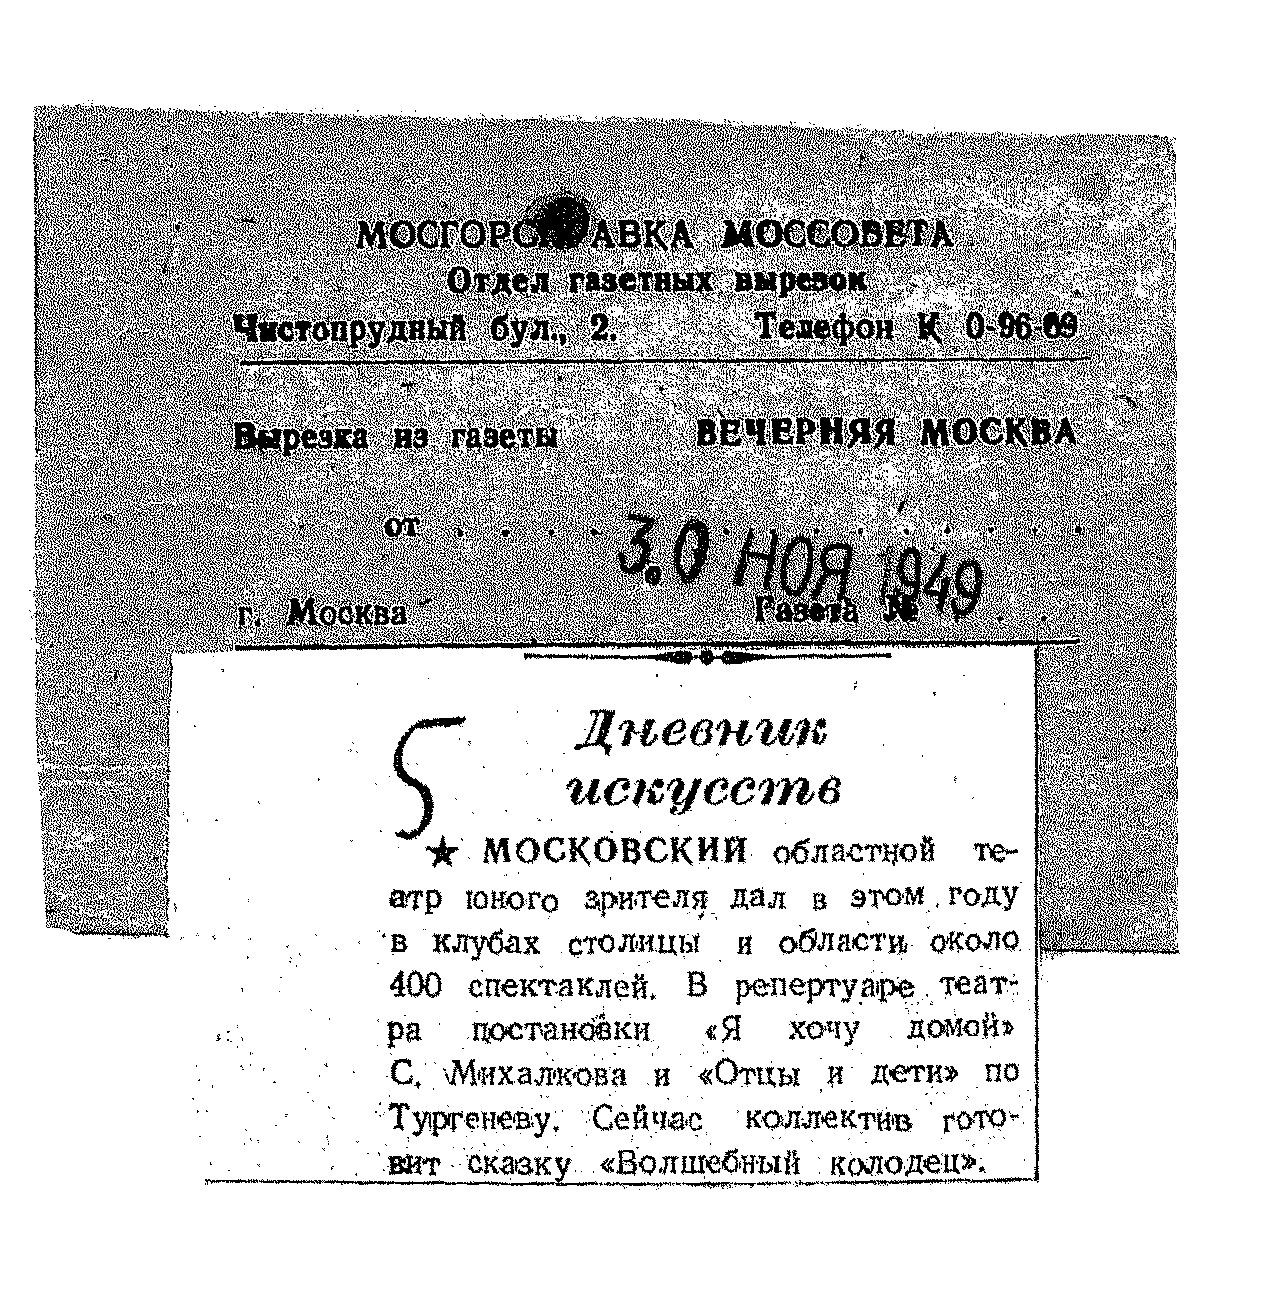 МОСГОРСПРАВКА МОССОВЕТА
Отдел газетных вырезок
Чистопрудный бул., 2. Телефон К 0-96-69
Вырезка из газеты ВЕЧЕРНЯЯ МОСКВА
от 30 НОЯ 1949
г. Москва Газета №
5
Дневник
искусств
★ МОСКОВСКИЙ областной те-
атр юного зрителя дал в этом году
в клубах столицы и области около
400 спектаклей. В репертуаре теат-
ра постановки «Я хочу домой»
С. Михалкова и «Отцы и дети» по
Тургеневу. Сейчас коллектив гото-
вит сказку «Волшебный колодец».